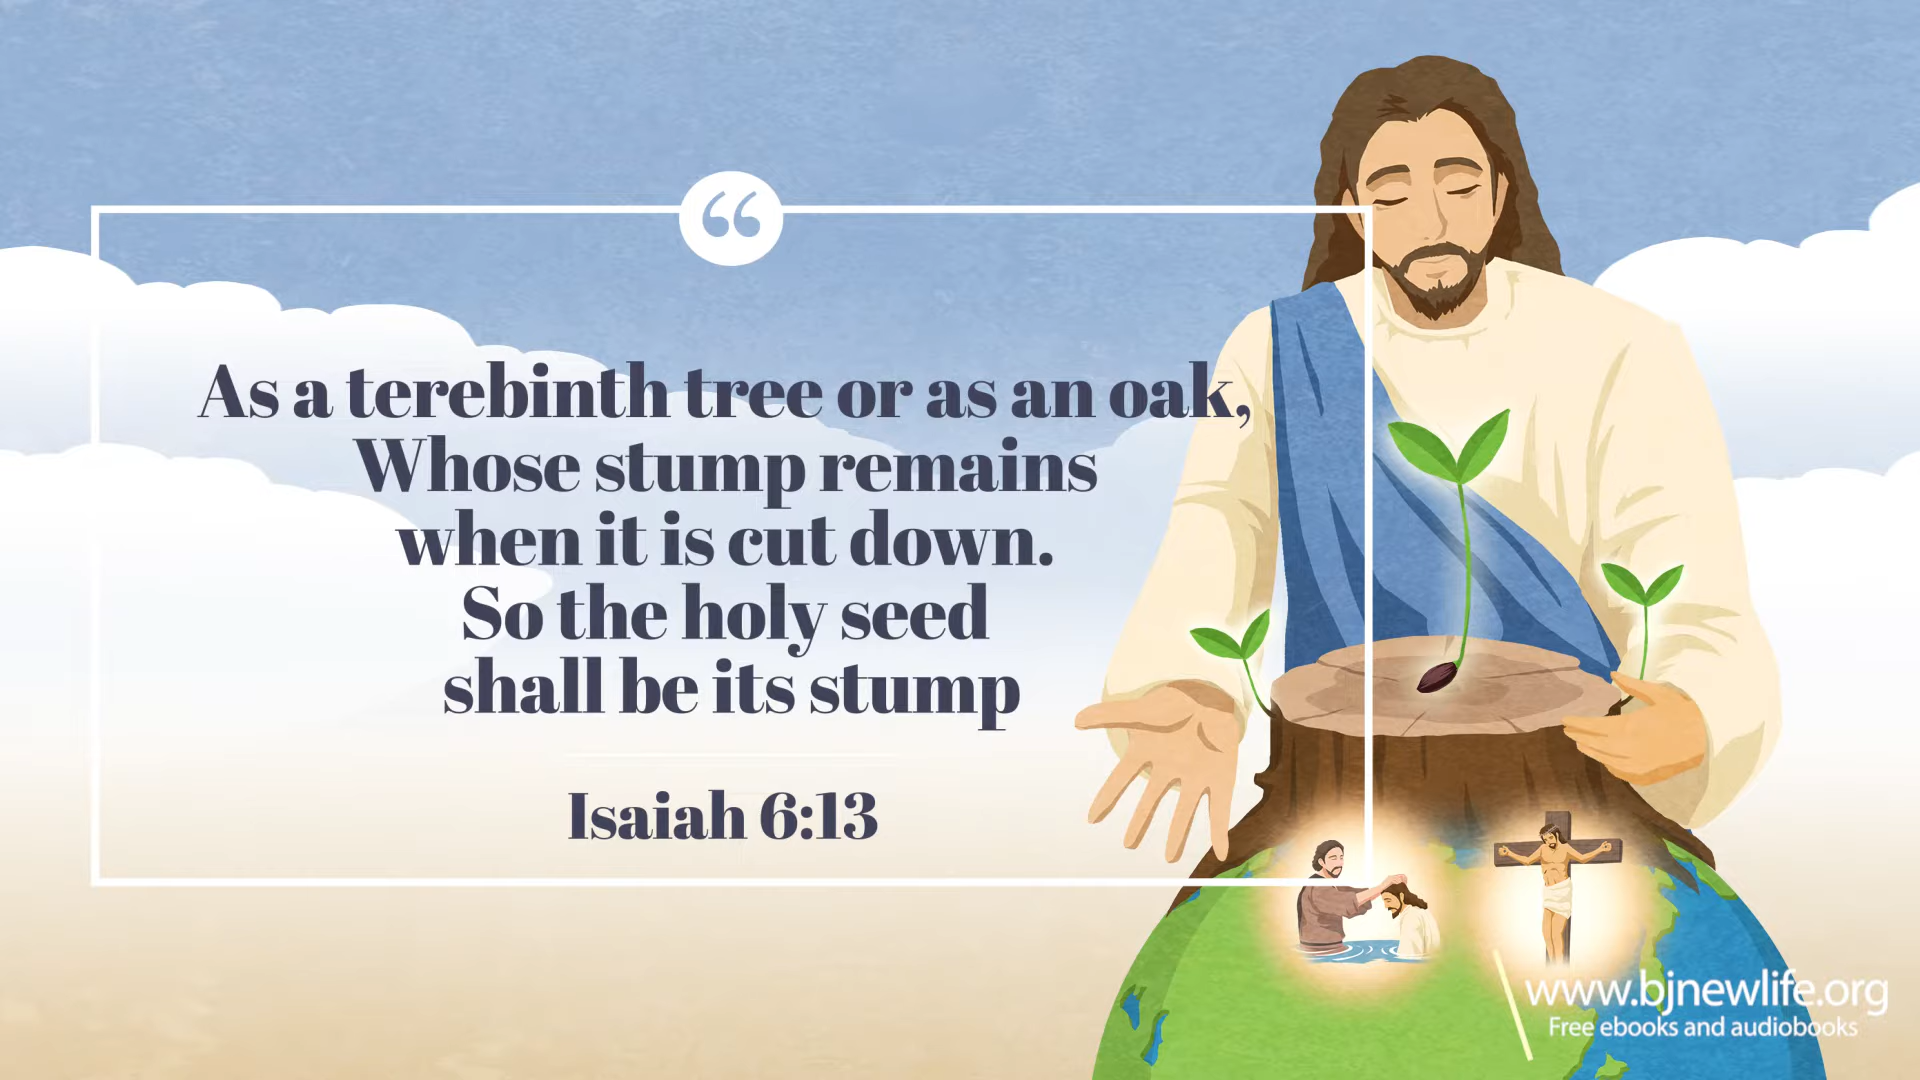 “
As a terebinth tree or as an oak,
Whose stump remains
when it is cut down.
So the holy seed
shall be its stump
Isaiah 6:13
www.bjnewlife.org
Free ebooks and audiobooks